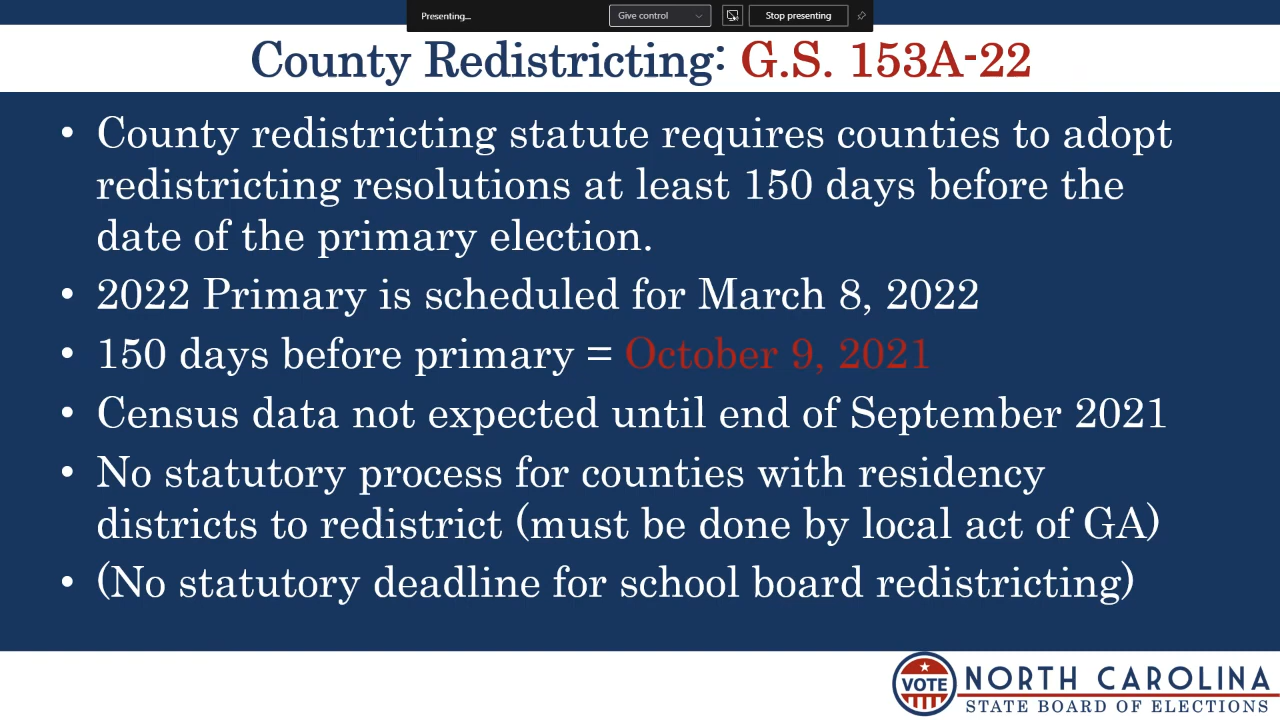 Presenting...
Give control
Stop presenting
County Redistricting: G.S. 153A-22
• County redistricting statute requires counties to adopt
redistricting resolutions at least 150 days before the
date of the primary election.
• 2022 Primary is scheduled for March 8, 2022
• 150 days before primary = October 9, 2021
• Census data not expected until end of September 2021
• No statutory process for counties with residency
districts to redistrict (must be done by local act of GA)
• (No statutory deadline for school board redistricting)
VOTE
NORTH CAROLINA
STATE BOARD OF ELECTIONS